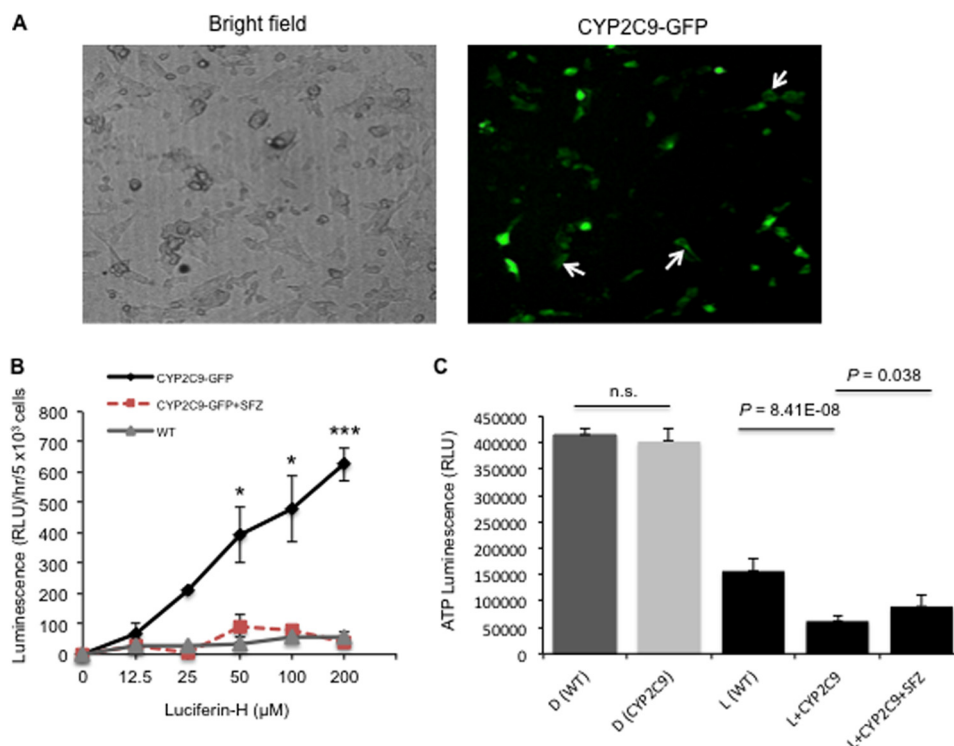 A
Bright field
CYP2C9-GFP
B
CYP2C9-GFP
CYP2C9-GFP+SFZ
WT
Luminescence (RLU)/hr/5 x10³ cells
800
700
600
500
400
300
200
100
0
*
*
***
0 12.5 25 50 100 200
Luciferin-H (µM)
C
P = 0.038
n.s.
P = 8.41E-08
ATP Luminescence (RLU)
450000
400000
350000
300000
250000
200000
150000
100000
50000
0
D (WT)
D (CYP2C9)
L (WT)
L+CYP2C9
L+CYP2C9+SFZ